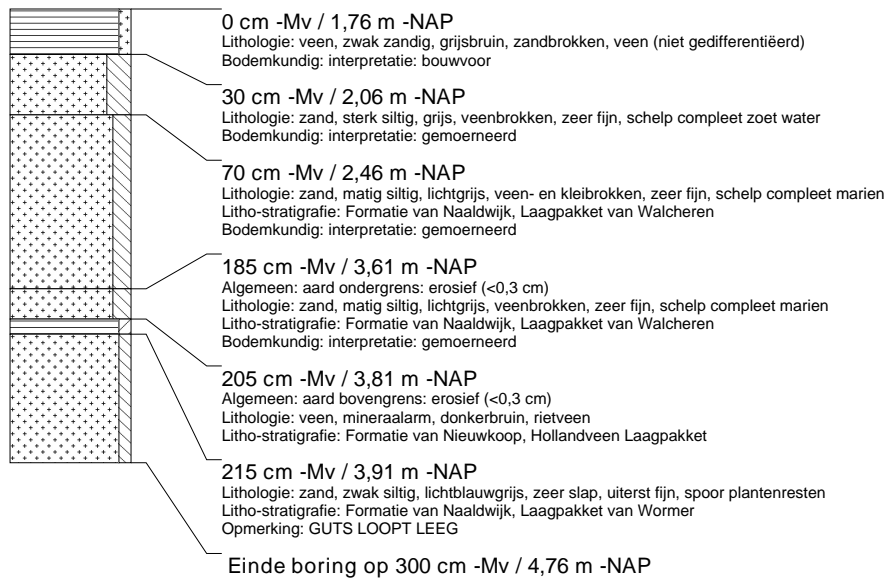 0 cm -Mv / 1,76 m -NAP
Lithologie: veen, zwak zandig, grijsbruin, zandbrokken, veen (niet gedifferentiëerd)
Bodemkundig: interpretatie: bouwvoor
30 cm -Mv / 2,06 m -NAP
Lithologie: zand, sterk siltig, grijs, veenbrokken, zeer fijn, schelp compleet zoet water
Bodemkundig: interpretatie: gemoerneerd
70 cm -Mv / 2,46 m -NAP
Lithologie: zand, matig siltig, lichtgrijs, veen- en kleibrokken, zeer fijn, schelp compleet marien
Litho-stratigrafie: Formatie van Naaldwijk, Laagpakket van Walcheren
Bodemkundig: interpretatie: gemoerneerd
185 cm -Mv / 3,61 m -NAP
Algemeen: aard ondergrens: erosief (<0,3 cm)
Lithologie: zand, matig siltig, lichtgrijs, veenbrokken, zeer fijn, schelp compleet marien
Litho-stratigrafie: Formatie van Naaldwijk, Laagpakket van Walcheren
Bodemkundig: interpretatie: gemoerneerd
205 cm -Mv / 3,81 m -NAP
Algemeen: aard bovengrens: erosief (<0,3 cm)
Lithologie: veen, mineraalarm, donkerbruin, rietveen
Litho-stratigrafie: Formatie van Nieuwkoop, Hollandveen Laagpakket
215 cm -Mv / 3,91 m -NAP
Lithologie: zand, zwak siltig, lichtblauwgrijs, zeer slap, uiterst fijn, spoor plantenresten
Litho-stratigrafie: Formatie van Naaldwijk, Laagpakket van Wormer
Opmerking: GUTS LOOPT LEEG
Einde boring op 300 cm -Mv / 4,76 m -NAP